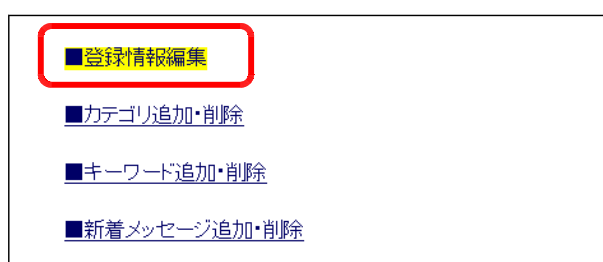 ■登録情報編集
■カテゴリ追加・削除
■キーワード追加・削除
■新着メッセージ追加・削除